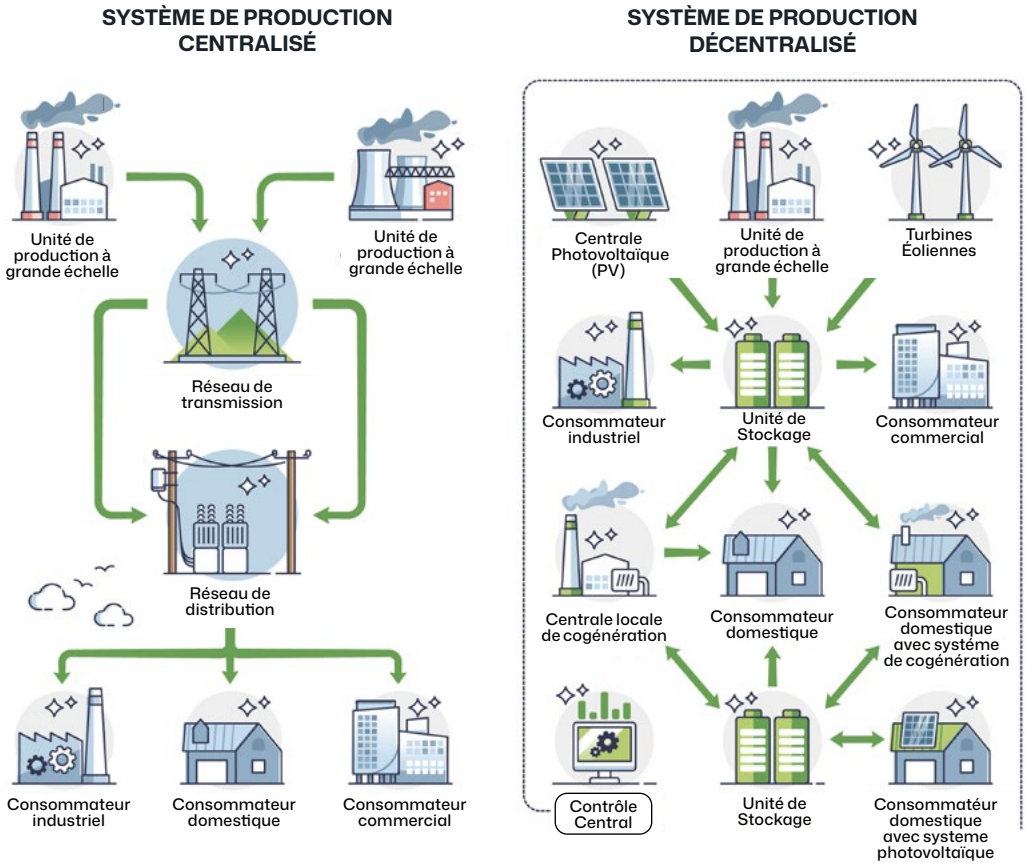 SYSTÈME DE PRODUCTION
CENTRALISÉ
Unité de
production à
grande échelle
Unité de
production à
grande échelle
Réseau de
transmission
Réseau de
distribution
Consommateur
industriel
Consommateur
domestique
Consommateur
commercial
SYSTÈME DE PRODUCTION
DÉCENTRALISÉ
Centrale
Photovoltaïque
(PV)
Unité de
production à
grande échelle
Turbines
Éoliennes
Consommateur
industriel
Unité de
Stockage
Consommateur
commercial
Centrale locale
de cogénération
Consommateur
domestique
Consommateur
domestique
avec systéme
de cogénération
Contrôle
Central
Unité de
Stockage
Consommatéur
domestique
avec systeme
photovoltaïque